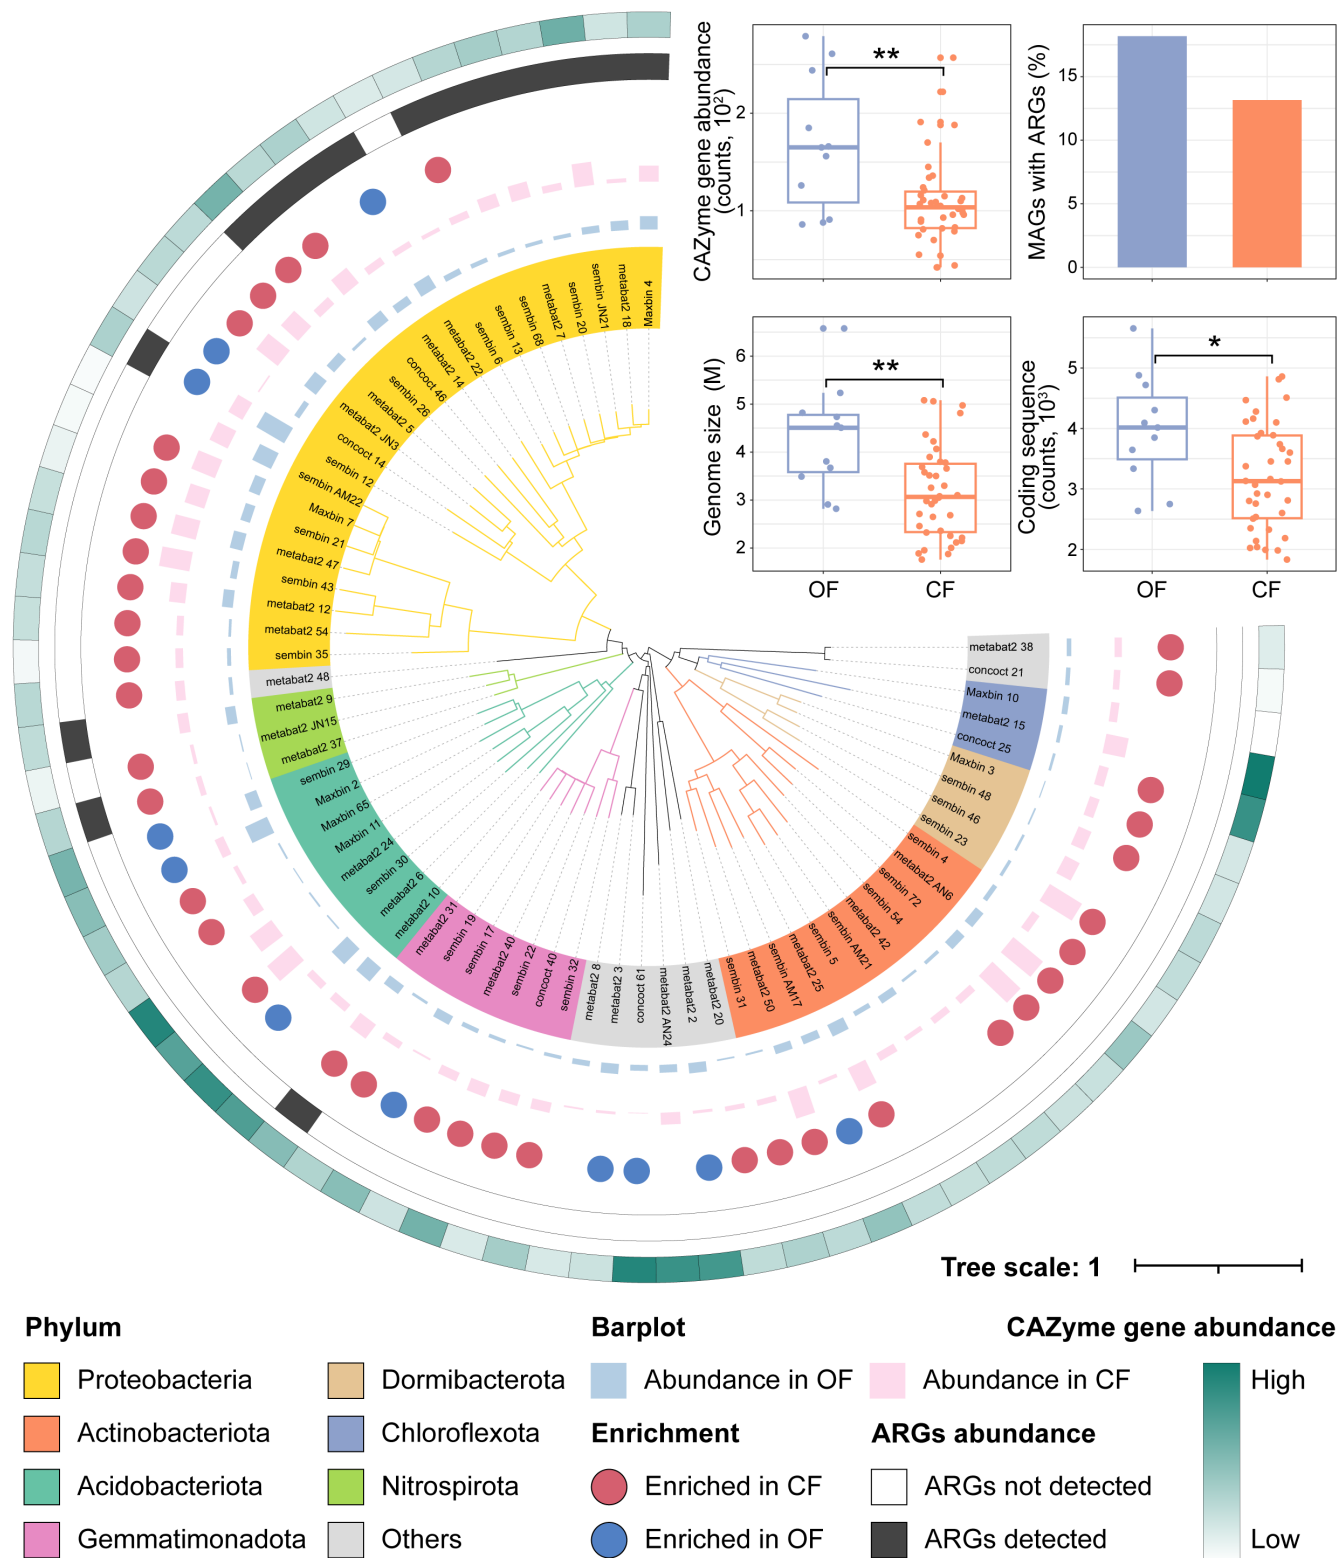 CAZyme gene abundance
(counts, 10²)
2
1
**
MAGs with ARGs (%)
15
10
5
0
Genome size (M)
6
5
4
3
2
**
OF
CF
Coding sequence
(counts, 10³)
5
4
3
2
*
OF
CF
Maxbin 4
metabat2 18
sembin JN21
sembin 20
metabat2 7
sembin 68
sembin 13
sembin 6
metabat2 22
metabat2 14
concoct 46
sembin 26
metabat2 5
metabat2 JN3
concoct 14
sembin 12
sembin AM22
Maxbin 7
sembin 21
metabat2 47
sembin 43
metabat2 12
metabat2 54
sembin 35
metabat2 48
metabat2 9
metabat2 JN15
metabat2 37
sembin 29
Maxbin 2
Maxbin 65
Maxbin 11
metabat2 24
sembin 30
metabat2 6
metabat2 10
metabat2 31
sembin 19
sembin 17
metabat2 40
sembin 22
concoct 40
sembin 32
metabat2 8
metabat2 3
concoct 61
metabat2 AN24
metabat2 2
metabat2 20
sembin 31
metabat2 50
sembin AM17
metabat2 25
sembin 5
sembin AM21
metabat2 42
sembin 54
sembin 72
metabat2 AN6
sembin 4
sembin 23
sembin 46
sembin 48
Maxbin 3
concoct 25
metabat2 15
Maxbin 10
concoct 21
metabat2 38
Tree scale: 1
Phylum
Proteobacteria
Actinobacteriota
Acidobacteriota
Gemmatimonadota
Dormibacterota
Chloroflexota
Nitrospirota
Others
Barplot
Abundance in OF
Abundance in CF
Enrichment
Enriched in CF
Enriched in OF
ARGs abundance
ARGs not detected
ARGs detected
CAZyme gene abundance
High
Low